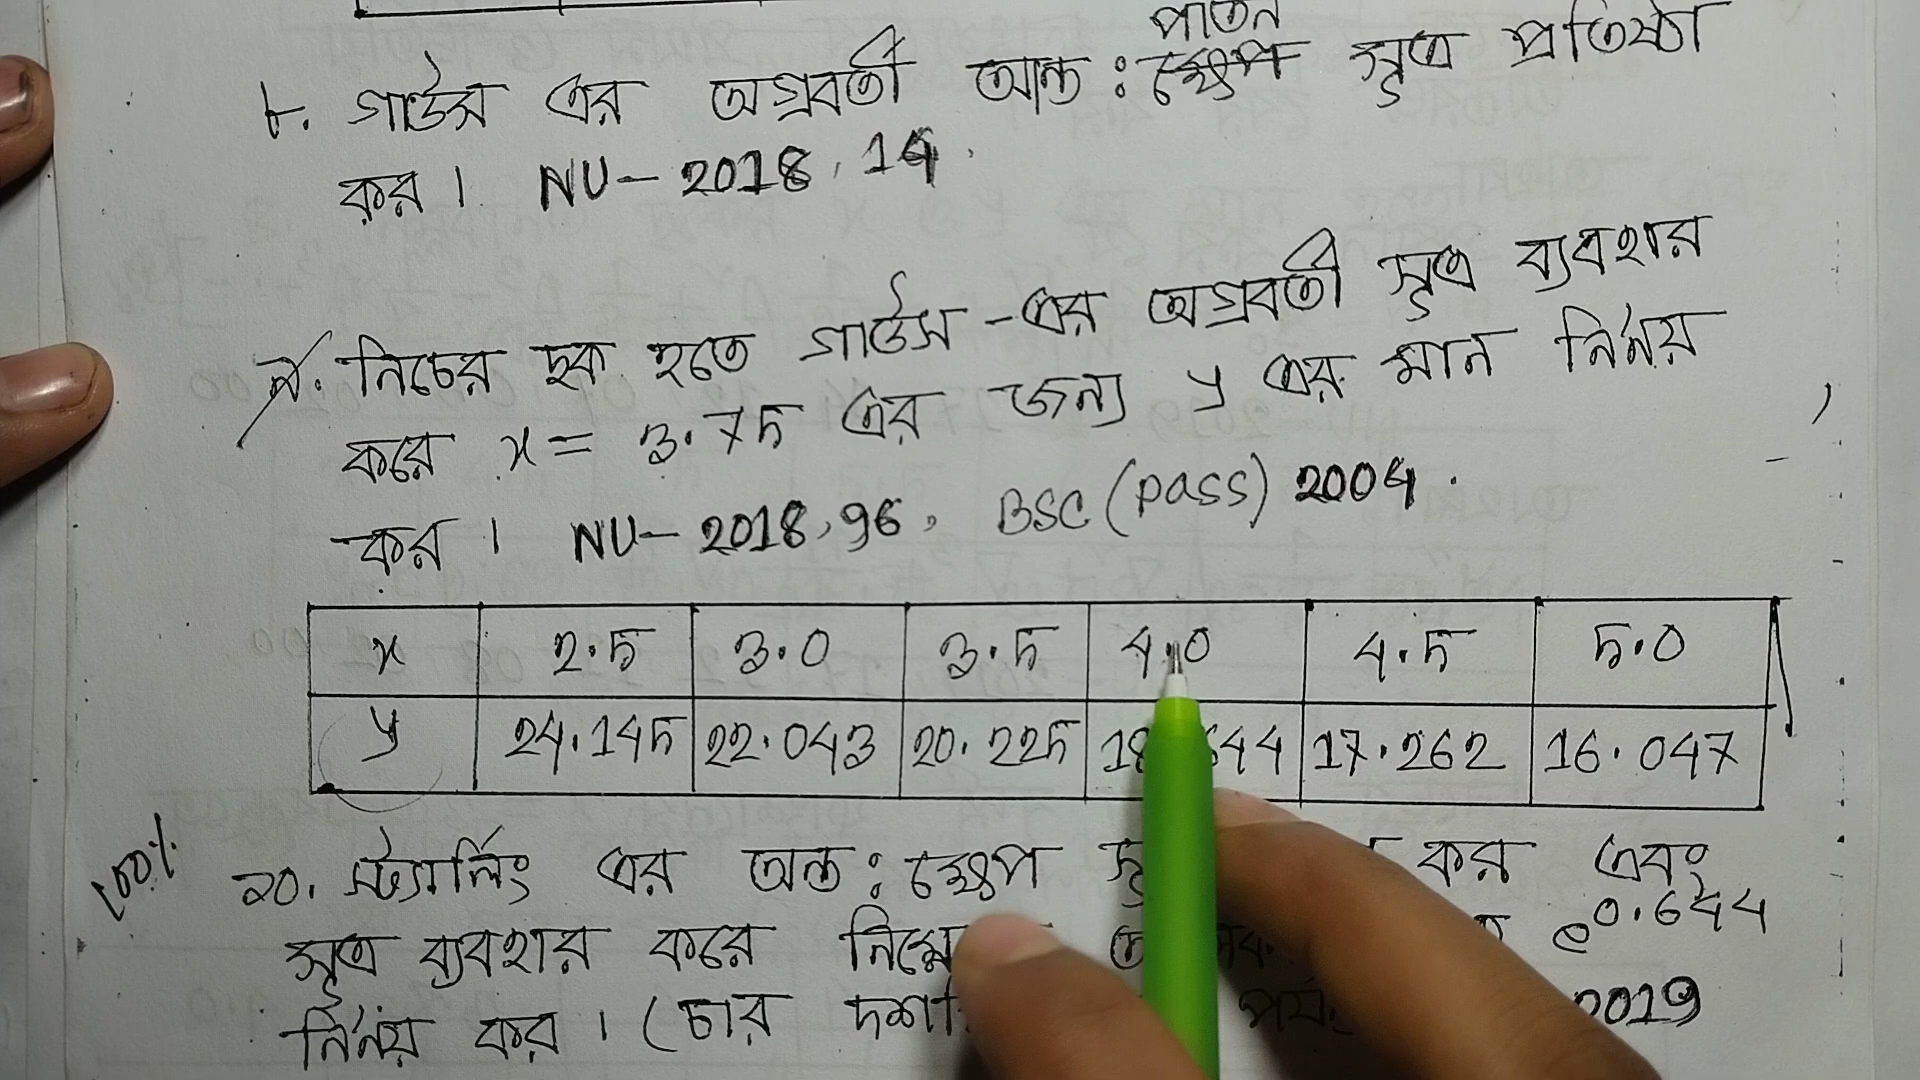 পাতন
৮. গাউস এর অগ্রবর্তী আন্ত : ক্ষেপ সূত্র প্রতিষ্ঠা
কর । NU - 2018, 14.
৯. নিচের ছক হতে গাউস - এর অগ্রবর্তী সূত্র ব্যবহার
করে x = 3.75 এর জন্য y এর মান নির্ণয়
কর । NU - 2018, 96, BSC (pass) 2004.
x 2.5 3.0 3.5 4.0 4.5 5.0
y 24.145 22.043 20.225 17.262 16.047
100%
২০. স্ট্যার্লিং এর অন্ত : ক্ষেপ কর এবং
সূত্র ব্যবহার করে e^0.644
নির্ণয় কর । (চার 2019